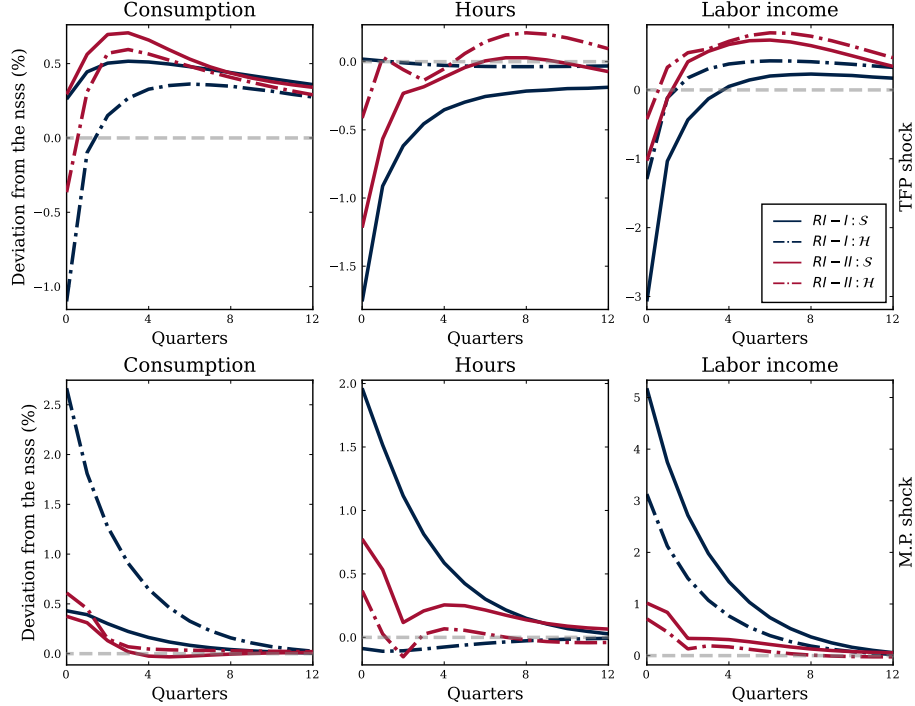 Consumption
Hours
Labor income
Deviation from the nsss (%)
0.5
0.0
−0.5
−1.0
0 4 8 12
Quarters
0.0
−0.5
−1.0
−1.5
0 4 8 12
Quarters
0
−1
−2
−3
0 4 8 12
Quarters
RI − I : S
RI − I : H
RI − II : S
RI − II : H
TFP shock
Consumption
Hours
Labor income
Deviation from the nsss (%)
2.5
2.0
1.5
1.0
0.5
0.0
0 4 8 12
Quarters
2.0
1.5
1.0
0.5
0.0
0 4 8 12
Quarters
5
4
3
2
1
0
0 4 8 12
Quarters
M.P. shock